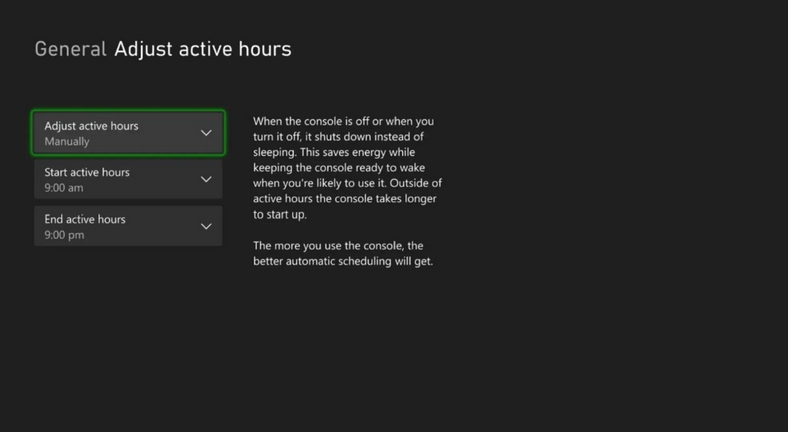 General Adjust active hours
Adjust active hours
Manually
Start active hours
9:00 am
End active hours
9:00 pm
When the console is off or when you
turn it off, it shuts down instead of
sleeping. This saves energy while
keeping the console ready to wake
when you're likely to use it. Outside of
active hours the console takes longer
to start up.
The more you use the console, the
better automatic scheduling will get.